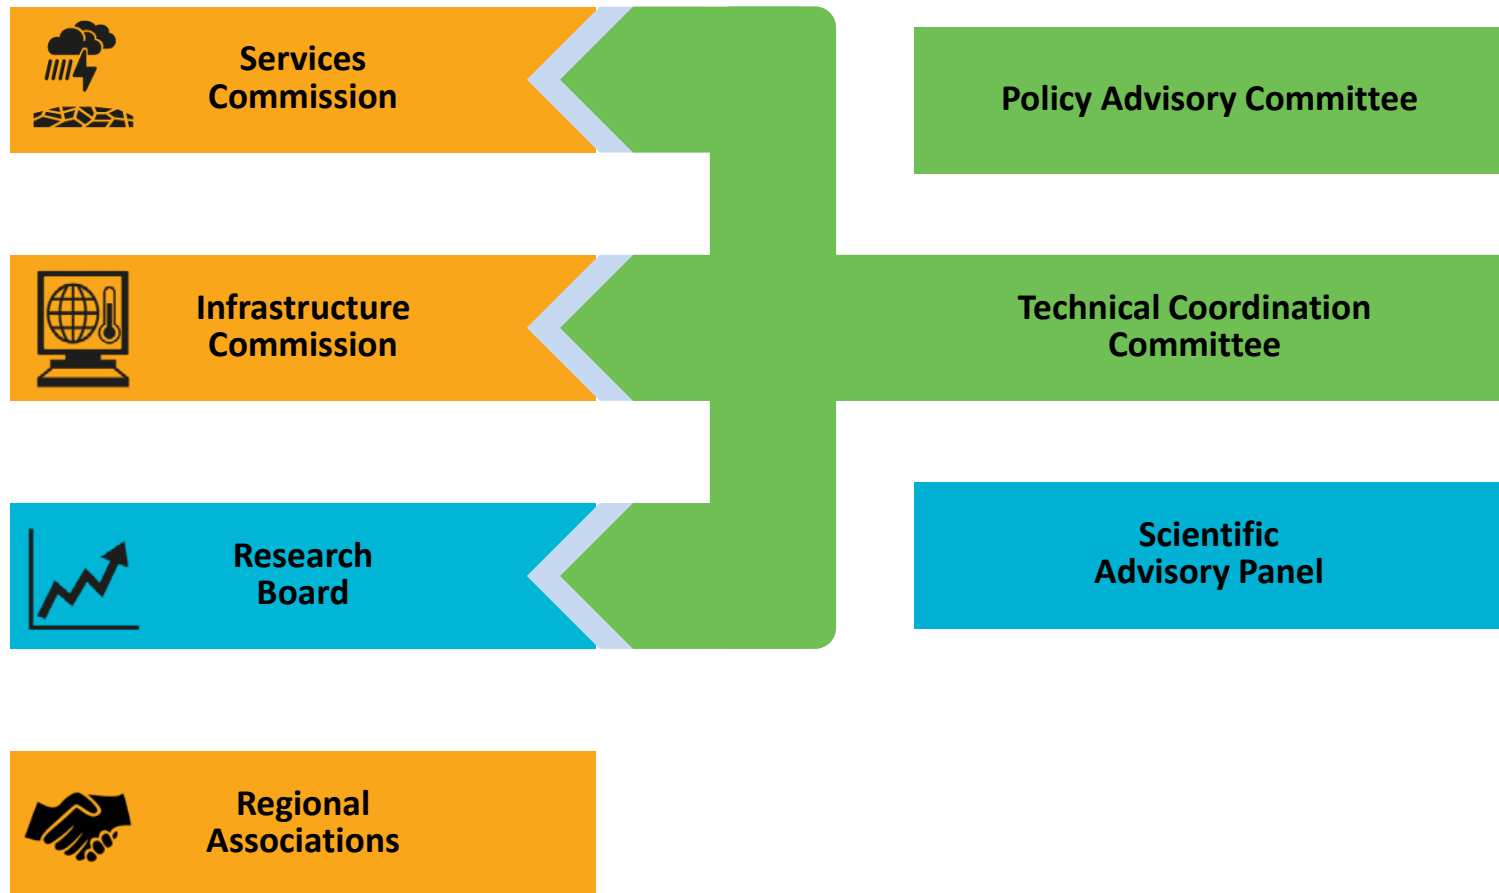 Services
Commission
Policy Advisory Committee
Infrastructure
Commission
Technical Coordination
Committee
Research
Board
Scientific
Advisory Panel
Regional
Associations